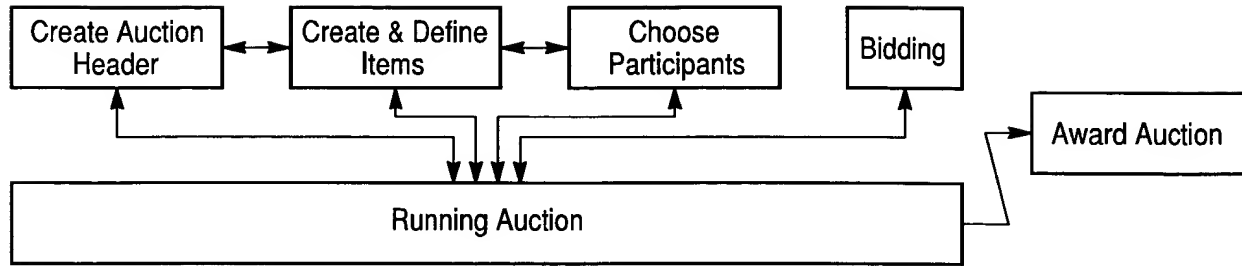 Create Auction
Header
Create & Define
Items
Choose
Participants
Bidding
Award Auction
Running Auction